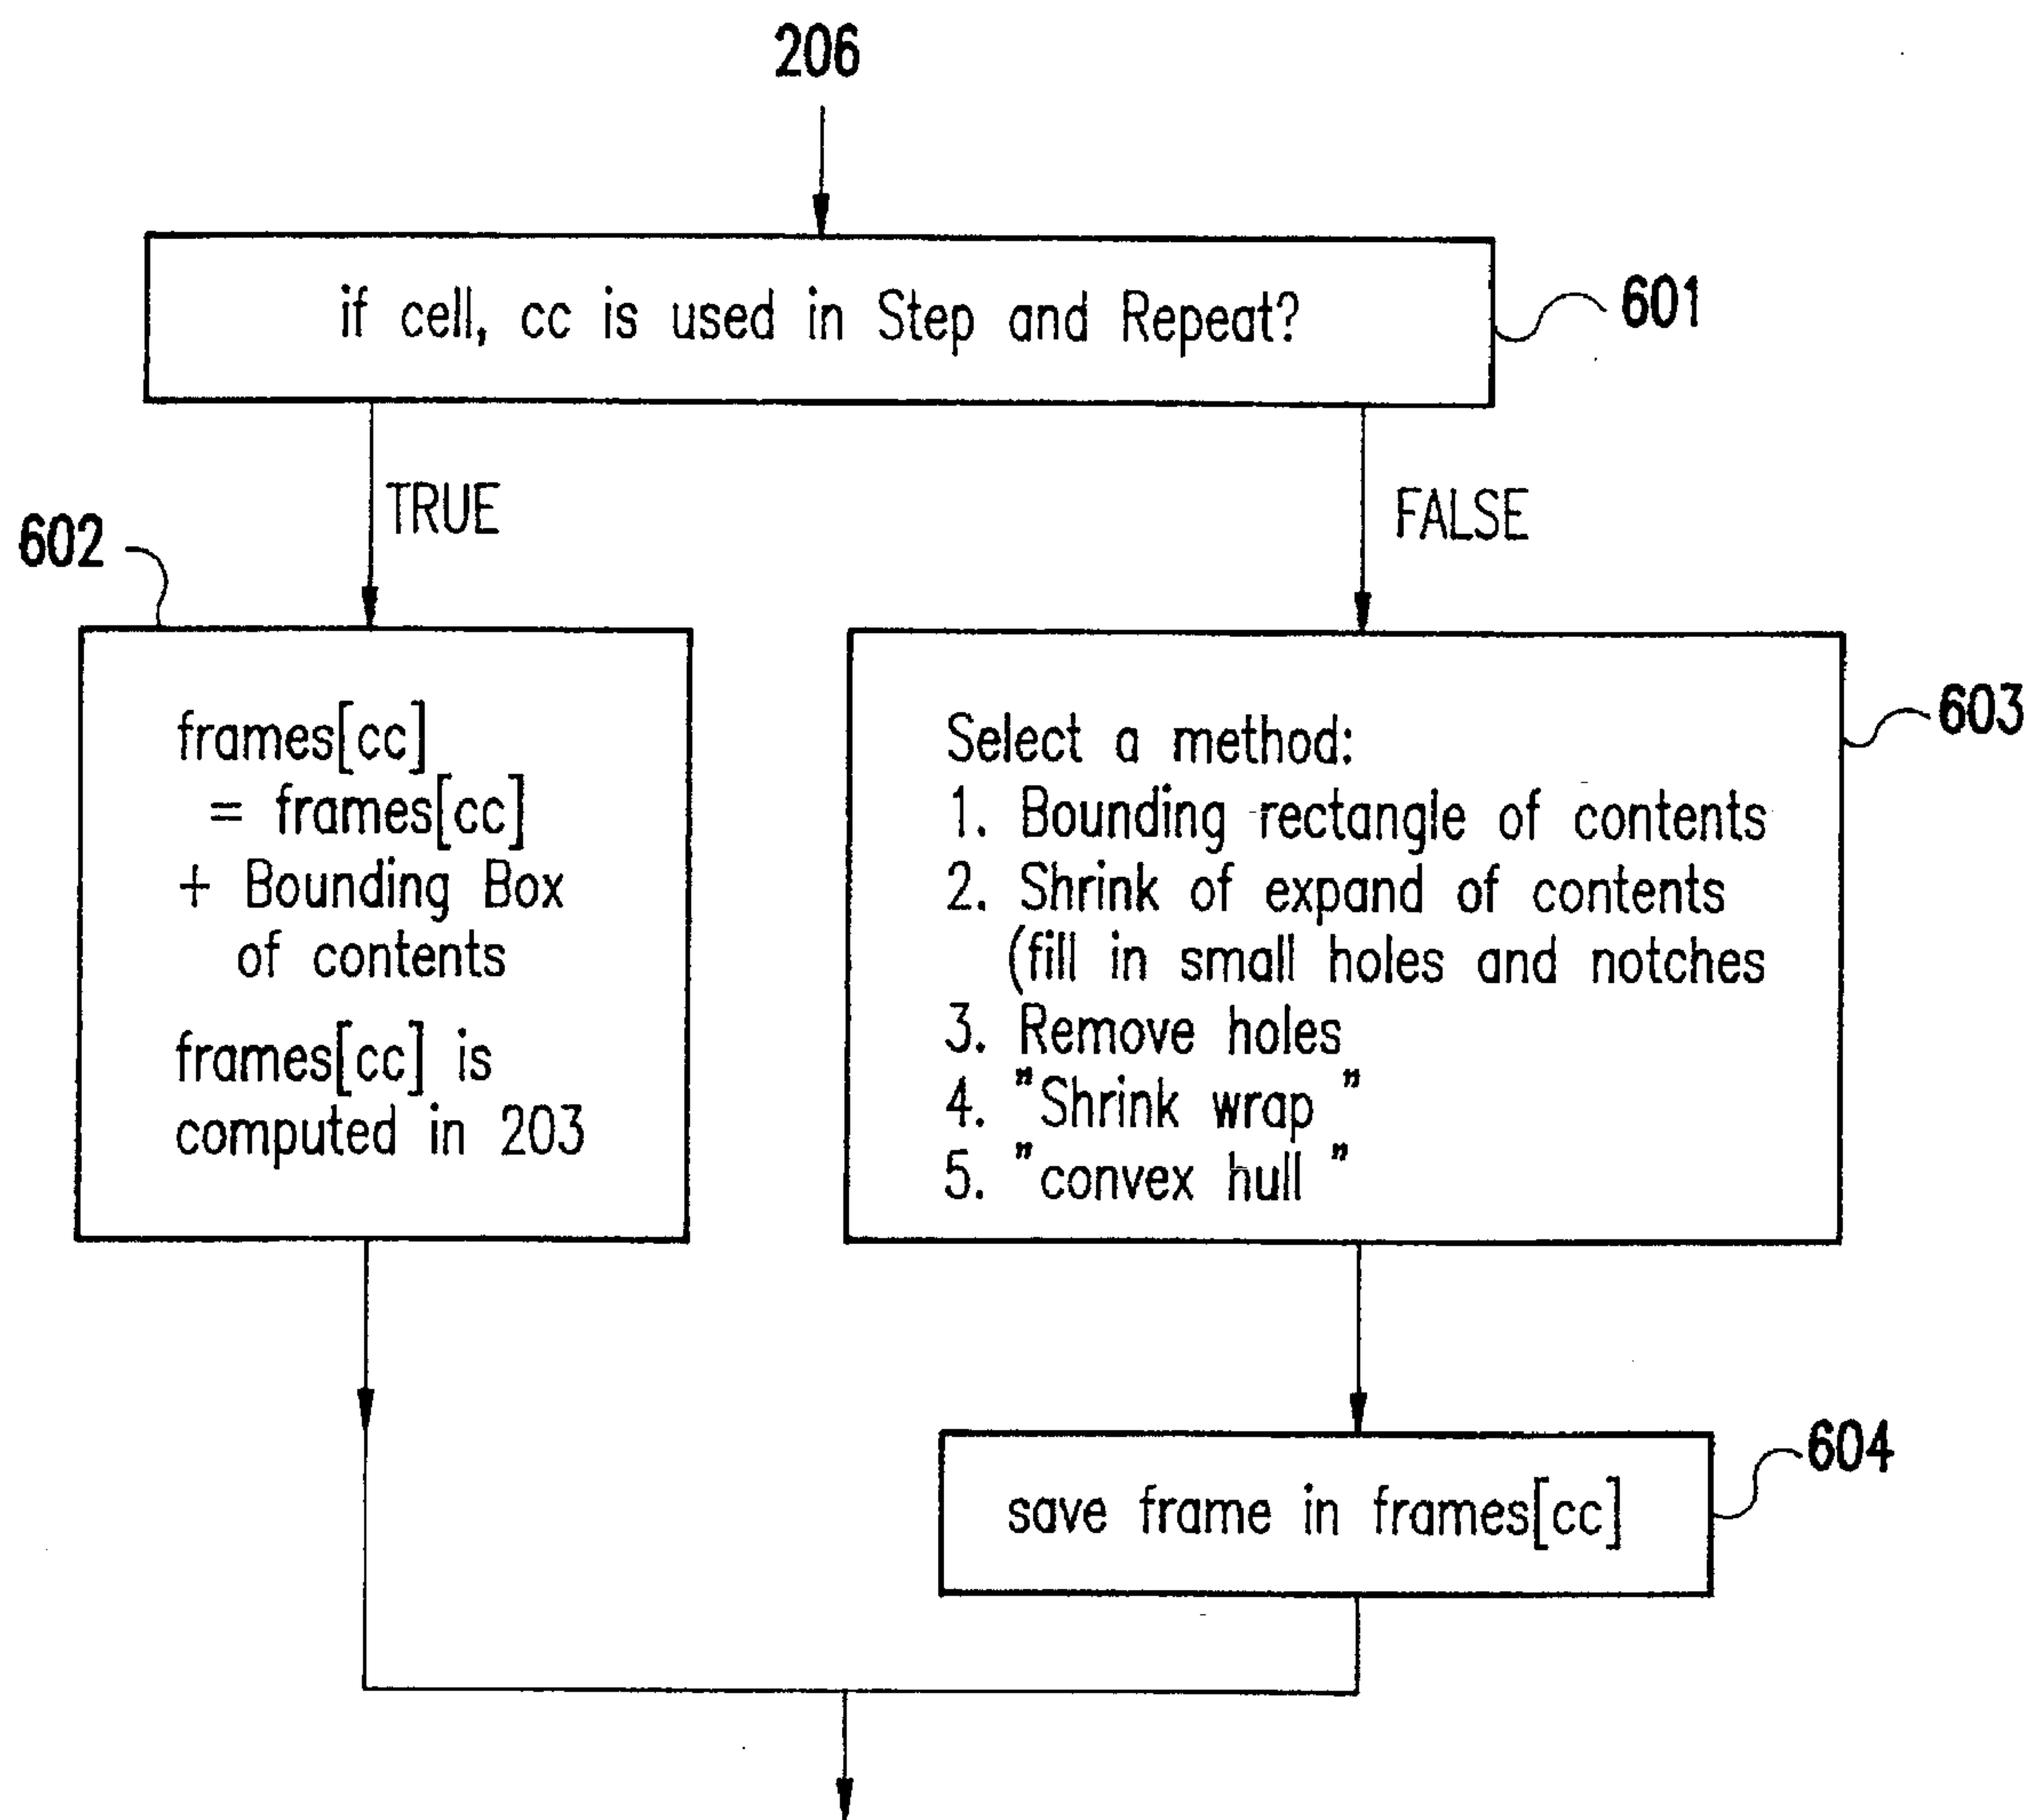 206
if cell, cc is used in Step and Repeat?
601
TRUE
FALSE
602
frames[cc]
= frames[cc]
+ Bounding Box
of contents
frames[cc] is
computed in 203
603
Select a method:
1. Bounding rectangle of contents
2. Shrink of expand of contents
(fill in small holes and notches
3. Remove holes
4. "Shrink wrap "
5. "convex hull "
save frame in frames[cc]
604